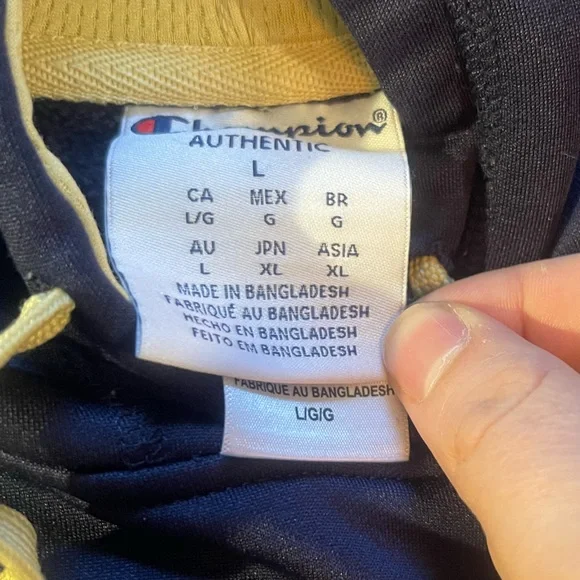 Champion®
AUTHENTIC
L
CA MEX BR
L/G G G
AU JPN ASIA
L XL XL
MADE IN BANGLADESH
FABRIQUÉ AU BANGLADESH
HECHO EN BANGLADESH
FEITO EM BANGLADESH
FABRIQUE AU BANGLADESH
L/G/G